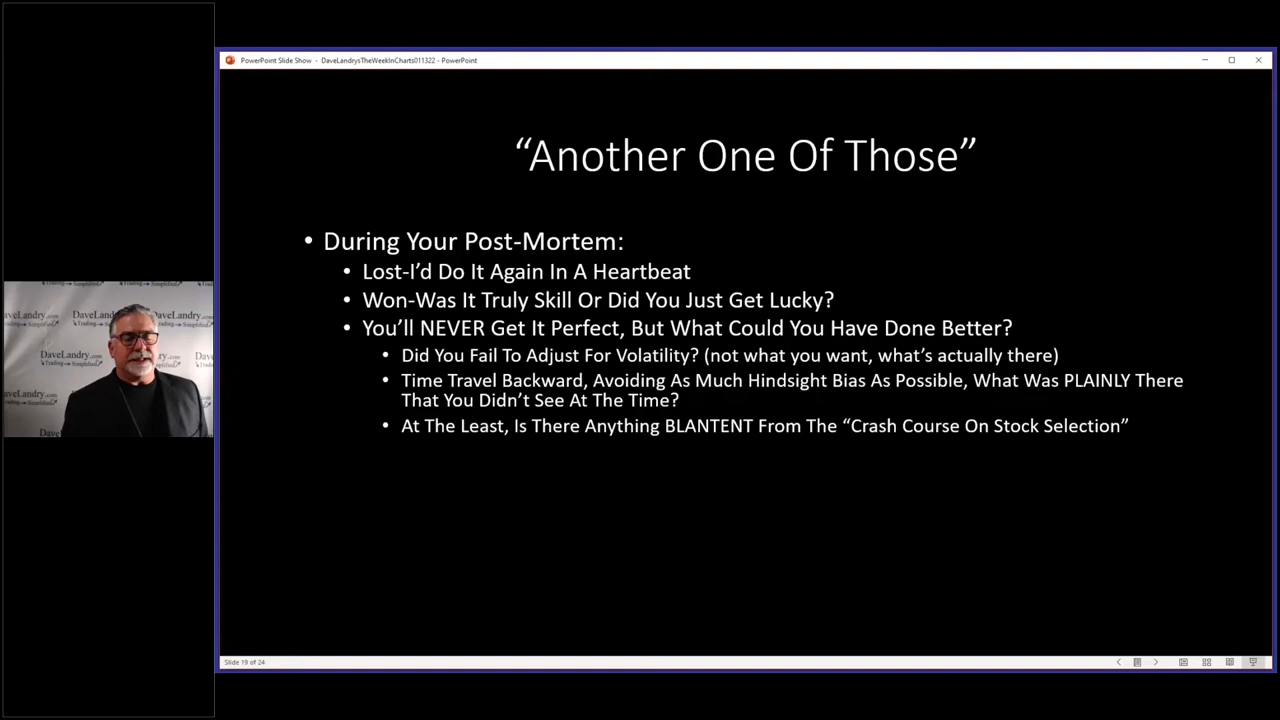 PowerPoint Slide Show - DaveLandrysTheWeekInCharts011322 - PowerPoint
“Another One Of Those”
• During Your Post-Mortem:
• Lost-I’d Do It Again In A Heartbeat
• Won-Was It Truly Skill Or Did You Just Get Lucky?
• You’ll NEVER Get It Perfect, But What Could You Have Done Better?
• Did You Fail To Adjust For Volatility? (not what you want, what’s actually there)
• Time Travel Backward, Avoiding As Much Hindsight Bias As Possible, What Was PLAINLY There
That You Didn’t See At The Time?
• At The Least, Is There Anything BLANTENT From The “Crash Course On Stock Selection”
DaveLandry.com
Trading Simplified
Slide 19 of 24